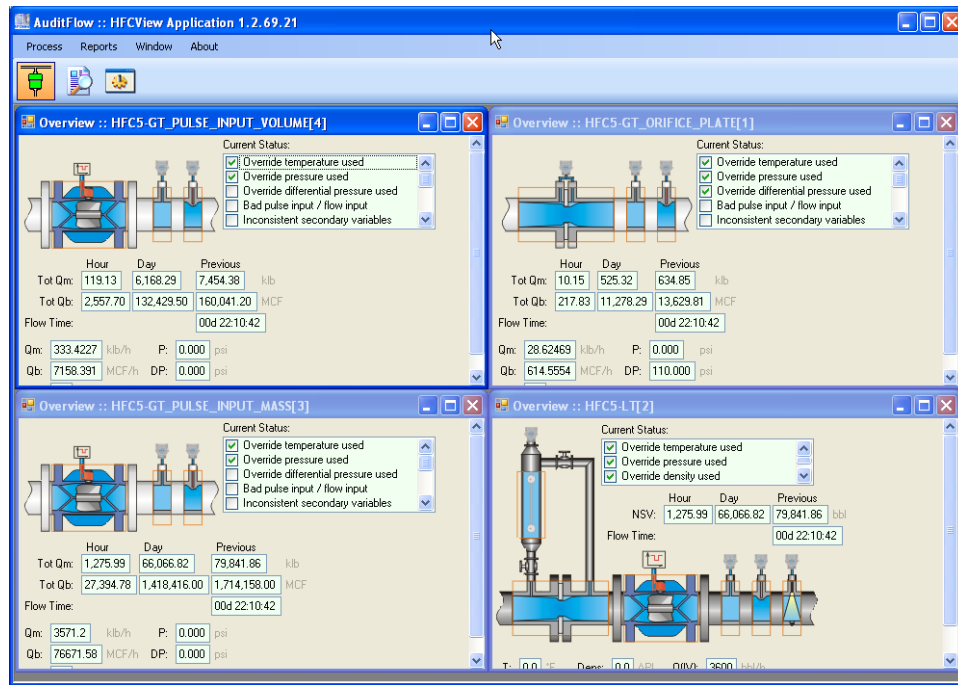 AuditFlow :: HFCView Application 1.2.69.21
Process Reports Window About
Overview :: HFC5-GT_PULSE_INPUT_VOLUME[4]
Current Status:
Override temperature used
Override pressure used
Override differential pressure used
Bad pulse input / flow input
Inconsistent secondary variables
Hour Day Previous
Tot Qm: 119.13 6,168.29 7,454.38 klb
Tot Qb: 2,557.70 132,429.50 160,041.20 MCF
Flow Time: 00d 22:10:42
Qm: 333.4227 klb/h P: 0.000 psi
Qb: 7158.391 MCF/h DP: 0.000 psi
Overview :: HFC5-GT_ORIFICE_PLATE[1]
Current Status:
Override temperature used
Override pressure used
Override differential pressure used
Bad pulse input / flow input
Inconsistent secondary variables
Hour Day Previous
Tot Qm: 10.15 525.32 634.85 klb
Tot Qb: 217.83 11,278.29 13,629.81 MCF
Flow Time: 00d 22:10:42
Qm: 28.62469 klb/h P: 0.000 psi
Qb: 614.5554 MCF/h DP: 110.000 psi
Overview :: HFC5-GT_PULSE_INPUT_MASS[3]
Current Status:
Override temperature used
Override pressure used
Override differential pressure used
Bad pulse input / flow input
Inconsistent secondary variables
Hour Day Previous
Tot Qm: 1,275.99 66,066.82 79,841.86 klb
Tot Qb: 27,394.78 1,418,416.00 1,714,158.00 MCF
Flow Time: 00d 22:10:42
Qm: 3571.2 klb/h P: 0.000 psi
Qb: 76671.58 MCF/h DP: 0.000 psi
Overview :: HFC5-LT[2]
Current Status:
Override temperature used
Override pressure used
Override density used
Hour Day Previous
NSV: 1,275.99 66,066.82 79,841.86 bbl
Flow Time: 00d 22:10:42
T: 0.0 °F Dens: 0.0 API Q(IV): 3600 bbl/h